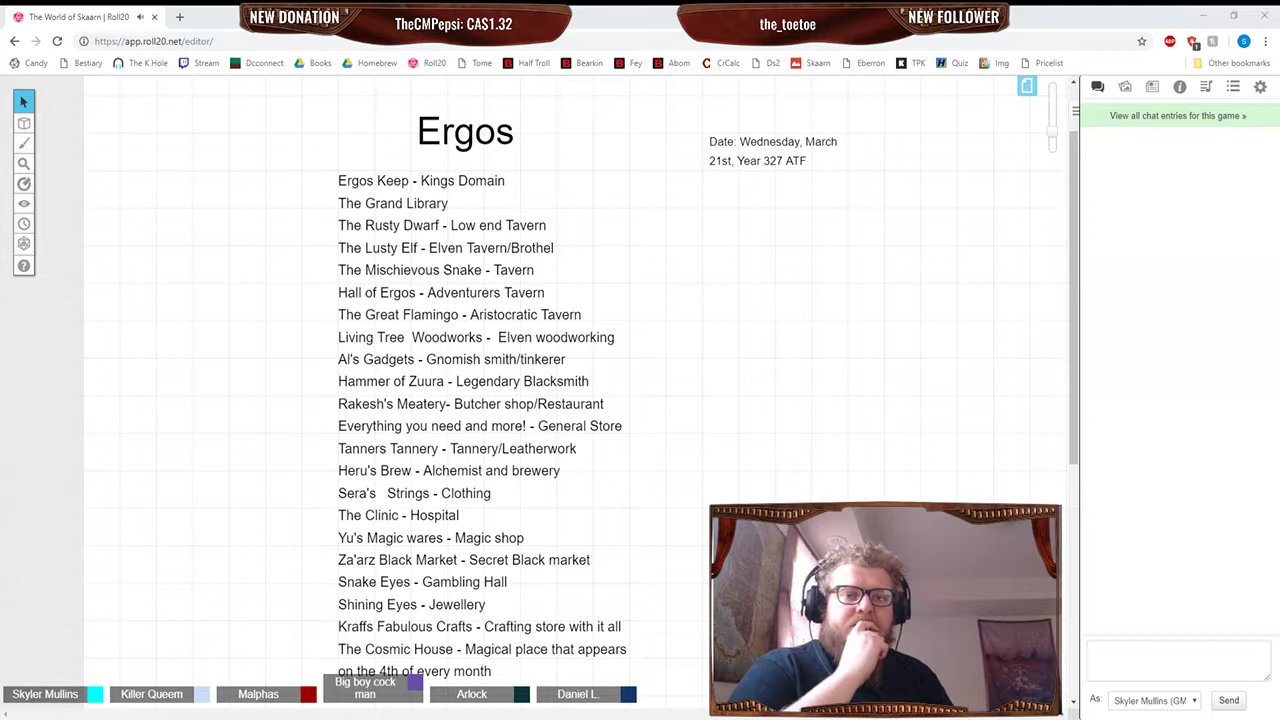 The World of Skaarn | Roll20
NEW DONATION
TheCMPepsi: CA$1.32
the_toetoe
NEW FOLLOWER
https://app.roll20.net/editor/
Candy
Bestiary
The K Hole
Stream
Dcconnect
Books
Homebrew
Roll20
Tome
Half Troll
Bearkin
Fey
Abom
CrCalc
Ds2
Skaarn
Eberron
TPK
Quiz
Img
Pricelist
Other bookmarks
View all chat entries for this game »
Ergos
Date: Wednesday, March
21st, Year 327 ATF
Ergos Keep - Kings Domain
The Grand Library
The Rusty Dwarf - Low end Tavern
The Lusty Elf - Elven Tavern/Brothel
The Mischievous Snake - Tavern
Hall of Ergos - Adventurers Tavern
The Great Flamingo - Aristocratic Tavern
Living Tree Woodworks - Elven woodworking
Al's Gadgets - Gnomish smith/tinkerer
Hammer of Zuura - Legendary Blacksmith
Rakesh's Meatery- Butcher shop/Restaurant
Everything you need and more! - General Store
Tanners Tannery - Tannery/Leatherwork
Heru's Brew - Alchemist and brewery
Sera's Strings - Clothing
The Clinic - Hospital
Yu's Magic wares - Magic shop
Za'arz Black Market - Secret Black market
Snake Eyes - Gambling Hall
Shining Eyes - Jewellery
Kraffs Fabulous Crafts - Crafting store with it all
The Cosmic House - Magical place that appears
on the 4th of every month
Skyler Mullins
Killer Queem
Malphas
Big boy cock
man
Arlock
Daniel L.
As:
Skyler Mullins (GM
Send